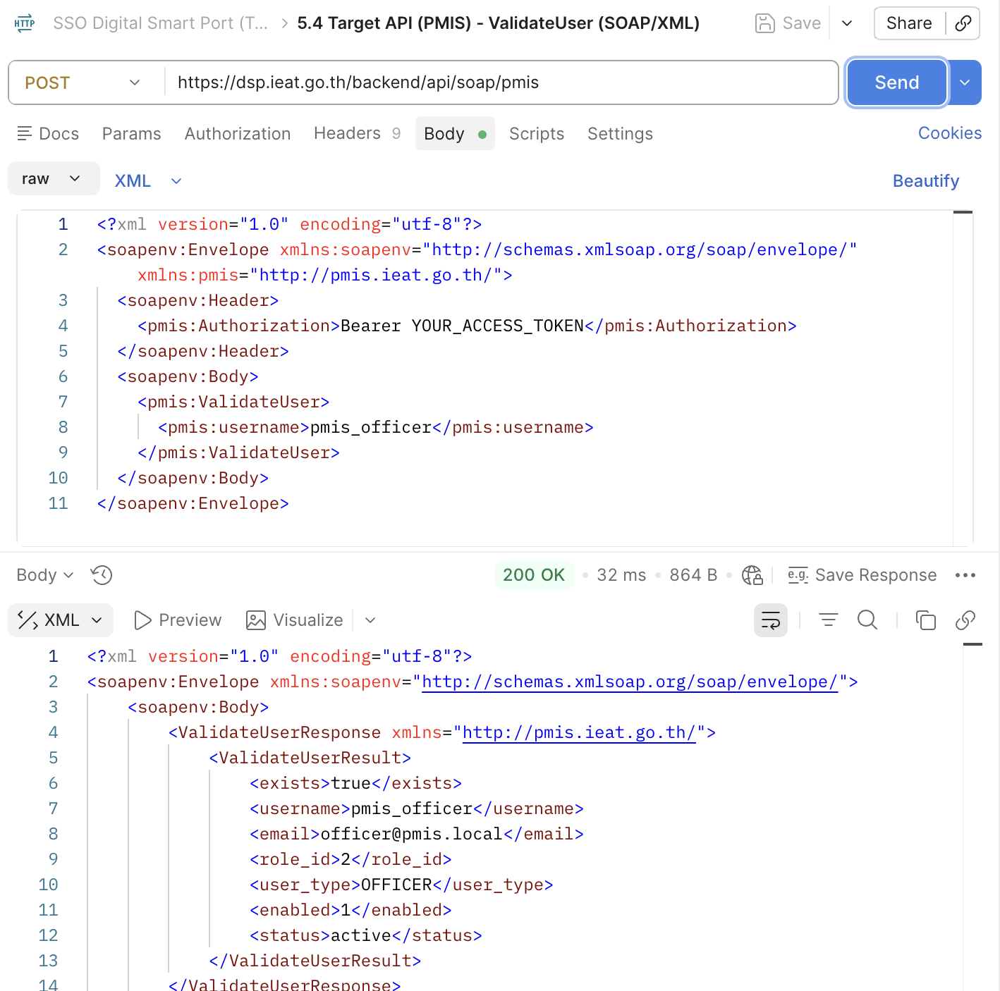 HTTP SSO Digital Smart Port (T... > 5.4 Target API (PMIS) - ValidateUser (SOAP/XML) Save Share
POST https://dsp.ieat.go.th/backend/api/soap/pmis Send
Docs Params Authorization Headers 9 Body Scripts Settings Cookies
raw XML Beautify
1 <?xml version="1.0" encoding="utf-8"?>
2 <soapenv:Envelope xmlns:soapenv="http://schemas.xmlsoap.org/soap/envelope/"
xmlns:pmis="http://pmis.ieat.go.th/">
3 <soapenv:Header>
4 <pmis:Authorization>Bearer YOUR_ACCESS_TOKEN</pmis:Authorization>
5 </soapenv:Header>
6 <soapenv:Body>
7 <pmis:ValidateUser>
8 <pmis:username>pmis_officer</pmis:username>
9 </pmis:ValidateUser>
10 </soapenv:Body>
11 </soapenv:Envelope>
Body 200 OK • 32 ms • 864 B • e.g. Save Response
XML Preview Visualize
1 <?xml version="1.0" encoding="utf-8"?>
2 <soapenv:Envelope xmlns:soapenv="http://schemas.xmlsoap.org/soap/envelope/">
3 <soapenv:Body>
4 <ValidateUserResponse xmlns="http://pmis.ieat.go.th/">
5 <ValidateUserResult>
6 <exists>true</exists>
7 <username>pmis_officer</username>
8 <email>officer@pmis.local</email>
9 <role_id>2</role_id>
10 <user_type>OFFICER</user_type>
11 <enabled>1</enabled>
12 <status>active</status>
13 </ValidateUserResult>
14 </ValidateUserResponse>